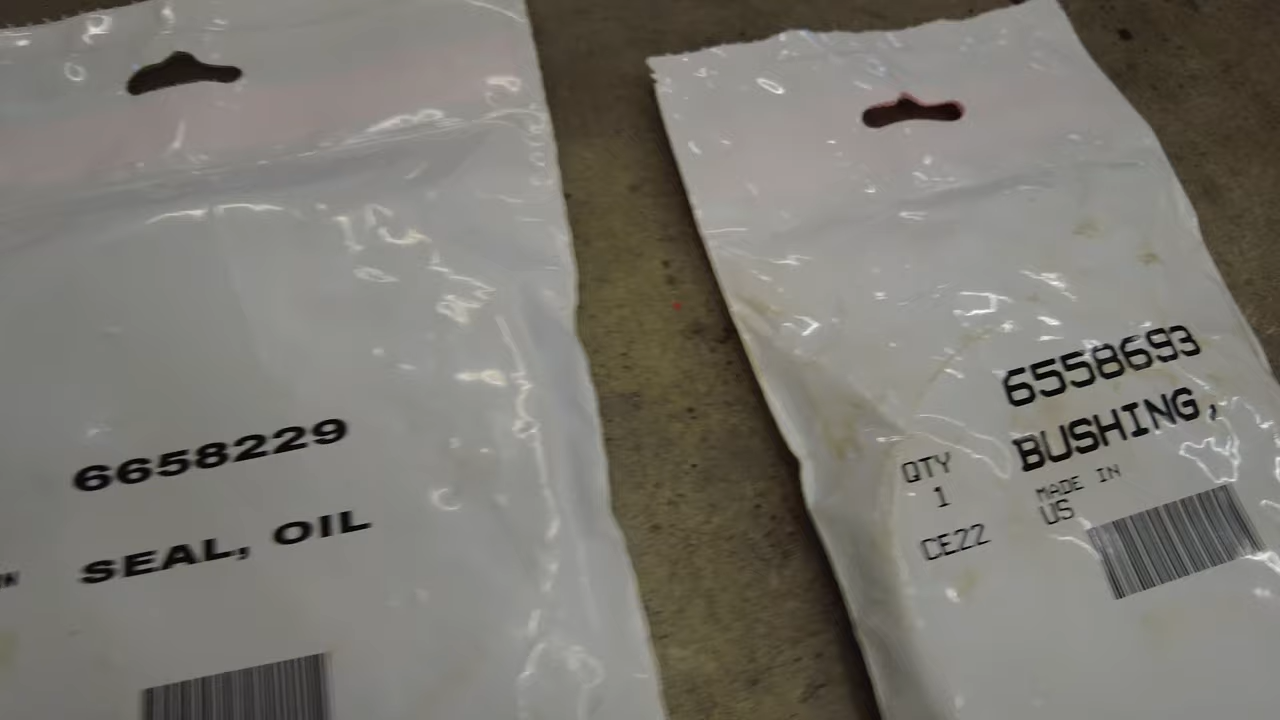 6658229
SEAL, OIL
6558693
BUSHING,
QTY
1
MADE IN
US
CE22